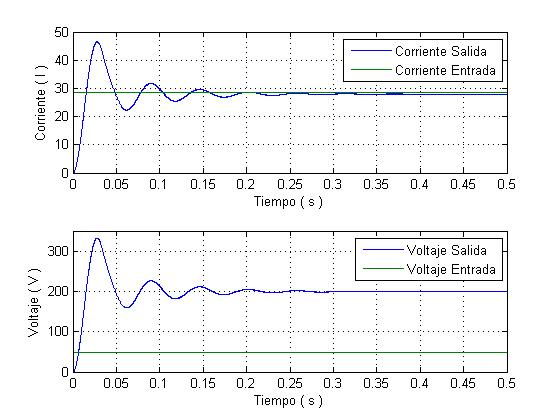 50
40
30
20
10
0
Corriente ( I )
Corriente Salida
Corriente Entrada
0 0.05 0.1 0.15 0.2 0.25 0.3 0.35 0.4 0.45 0.5
Tiempo ( s )
300
200
100
0
Voltaje ( V )
Voltaje Salida
Voltaje Entrada
0 0.05 0.1 0.15 0.2 0.25 0.3 0.35 0.4 0.45 0.5
Tiempo ( s )